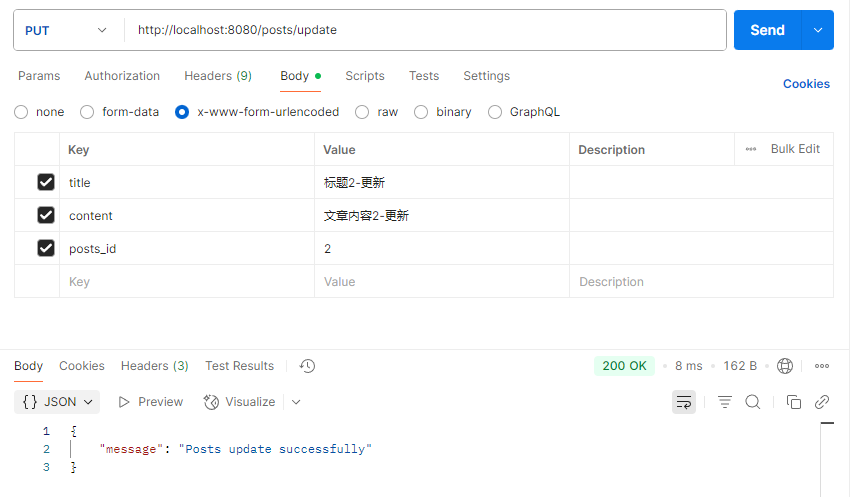 PUT http://localhost:8080/posts/update Send
Params Authorization Headers (9) Body Scripts Tests Settings Cookies
none form-data x-www-form-urlencoded raw binary GraphQL
Key Value Description Bulk Edit
title 标题2-更新
content 文章内容2-更新
posts_id 2
Key Value Description
Body Cookies Headers (3) Test Results 200 OK 8 ms 162 B
{} JSON Preview Visualize
1 {
2 "message": "Posts update successfully"
3 }